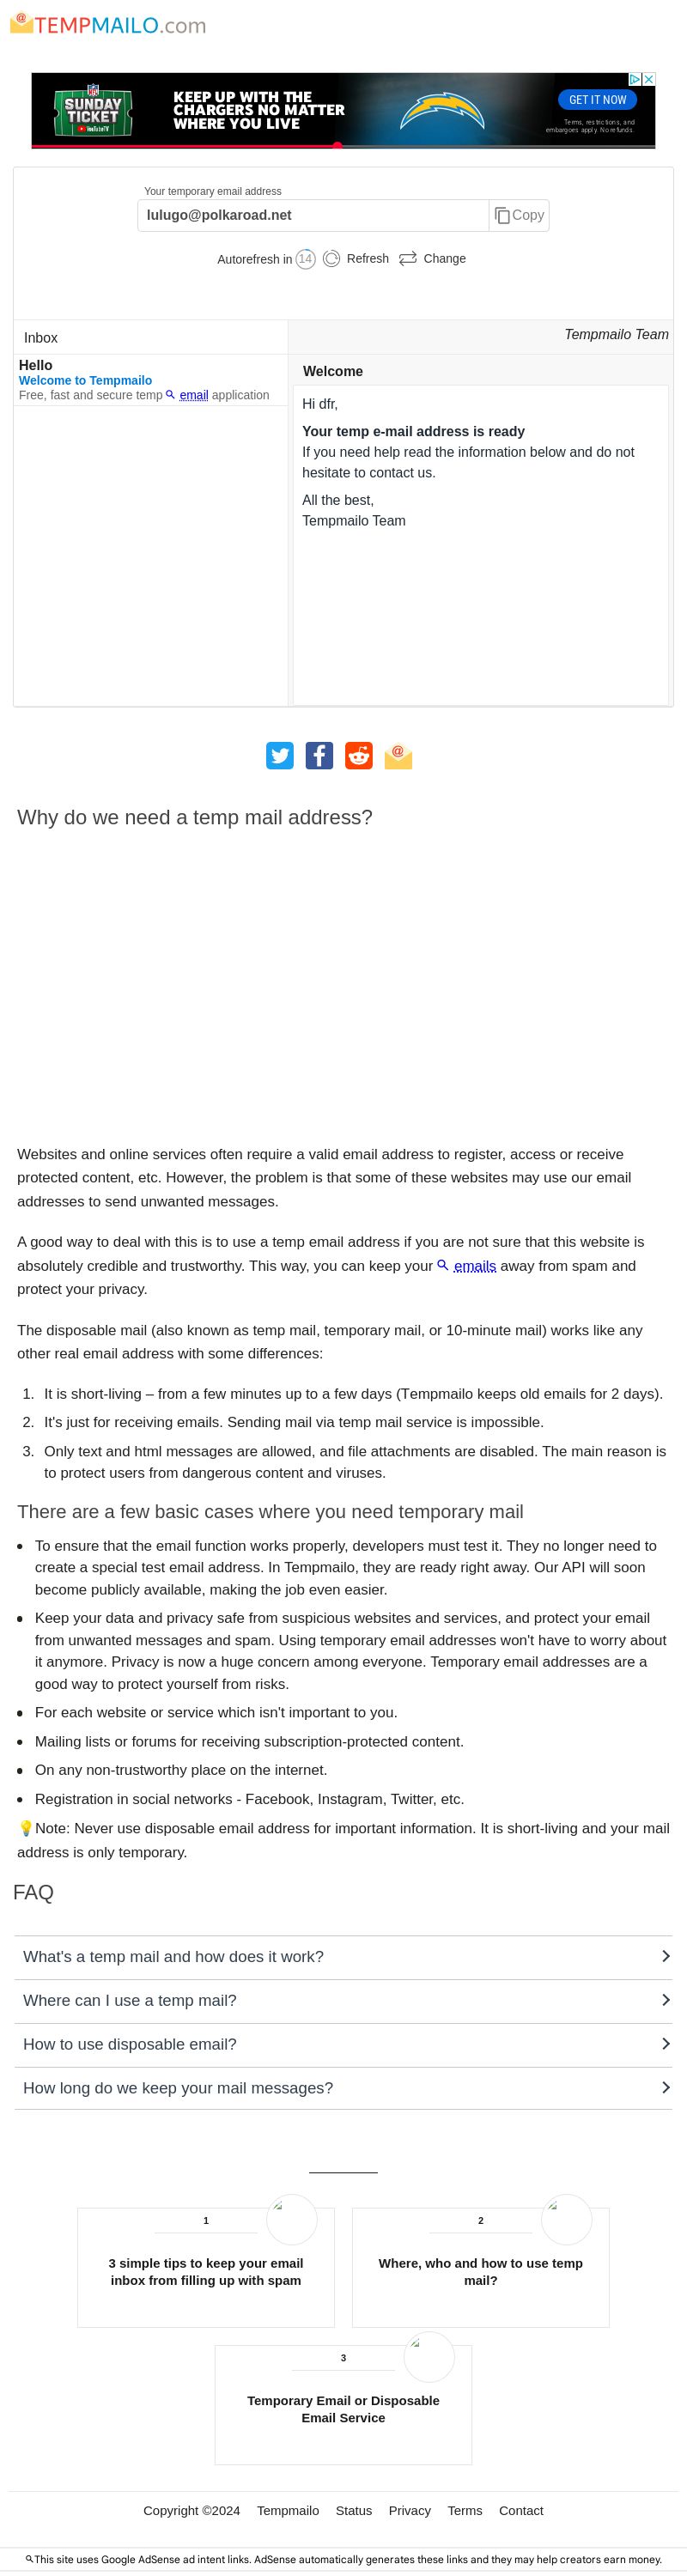 TEMPMAILO.com
NFL
SUNDAY
TICKET
YouTubeTV
KEEP UP WITH THE
CHARGERS NO MATTER
WHERE YOU LIVE
GET IT NOW
Terms, restrictions, and
embargoes apply. No refunds.
Your temporary email address
lulugo@polkaroad.net
Copy
Autorefresh in 14 Refresh Change
Inbox
Tempmailo Team
Hello
Welcome to Tempmailo
Free, fast and secure temp email application
Welcome
Hi dfr,
Your temp e-mail address is ready
If you need help read the information below and do not
hesitate to contact us.
All the best,
Tempmailo Team
Why do we need a temp mail address?
Websites and online services often require a valid email address to register, access or receive
protected content, etc. However, the problem is that some of these websites may use our email
addresses to send unwanted messages.
A good way to deal with this is to use a temp email address if you are not sure that this website is
absolutely credible and trustworthy. This way, you can keep your emails away from spam and
protect your privacy.
The disposable mail (also known as temp mail, temporary mail, or 10-minute mail) works like any
other real email address with some differences:
1. It is short-living – from a few minutes up to a few days (Tempmailo keeps old emails for 2 days).
2. It's just for receiving emails. Sending mail via temp mail service is impossible.
3. Only text and html messages are allowed, and file attachments are disabled. The main reason is
to protect users from dangerous content and viruses.
There are a few basic cases where you need temporary mail
• To ensure that the email function works properly, developers must test it. They no longer need to
create a special test email address. In Tempmailo, they are ready right away. Our API will soon
become publicly available, making the job even easier.
• Keep your data and privacy safe from suspicious websites and services, and protect your email
from unwanted messages and spam. Using temporary email addresses won't have to worry about
it anymore. Privacy is now a huge concern among everyone. Temporary email addresses are a
good way to protect yourself from risks.
• For each website or service which isn't important to you.
• Mailing lists or forums for receiving subscription-protected content.
• On any non-trustworthy place on the internet.
• Registration in social networks - Facebook, Instagram, Twitter, etc.
💡Note: Never use disposable email address for important information. It is short-living and your mail
address is only temporary.
FAQ
What's a temp mail and how does it work?
Where can I use a temp mail?
How to use disposable email?
How long do we keep your mail messages?
1
3 simple tips to keep your email
inbox from filling up with spam
2
Where, who and how to use temp
mail?
3
Temporary Email or Disposable
Email Service
Copyright ©2024 Tempmailo Status Privacy Terms Contact
This site uses Google AdSense ad intent links. AdSense automatically generates these links and they may help creators earn money.